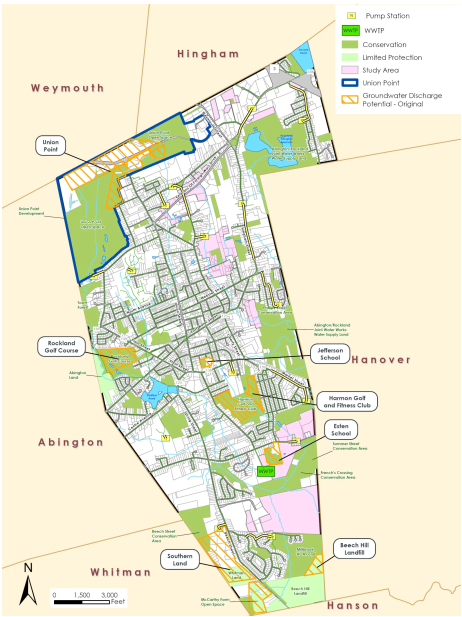 Pump Station
WWTP
WWTP
Conservation
Limited Protection
Study Area
Union Point
Groundwater Discharge
Potential - Original
Hingham
Weymouth
Union
Point
Union Point
Development
Abington/Rockland
Joint Water Works
Water Supply Land
Rockland
Golf Course
Jefferson
School
Hanover
Abington
Land
Harmon Golf
and Fitness Club
Abington
Esten
School
Summer Street
Conservation Area
WWTP
French's Crossing
Conservation Area
Beech Street
Conservation
Area
Southern
Land
Beech Hill
Landfill
Whitman
Beech Hill
Landfill
McCarthy Farm
Open Space
Hanson
N
0 1,500 3,000
Feet